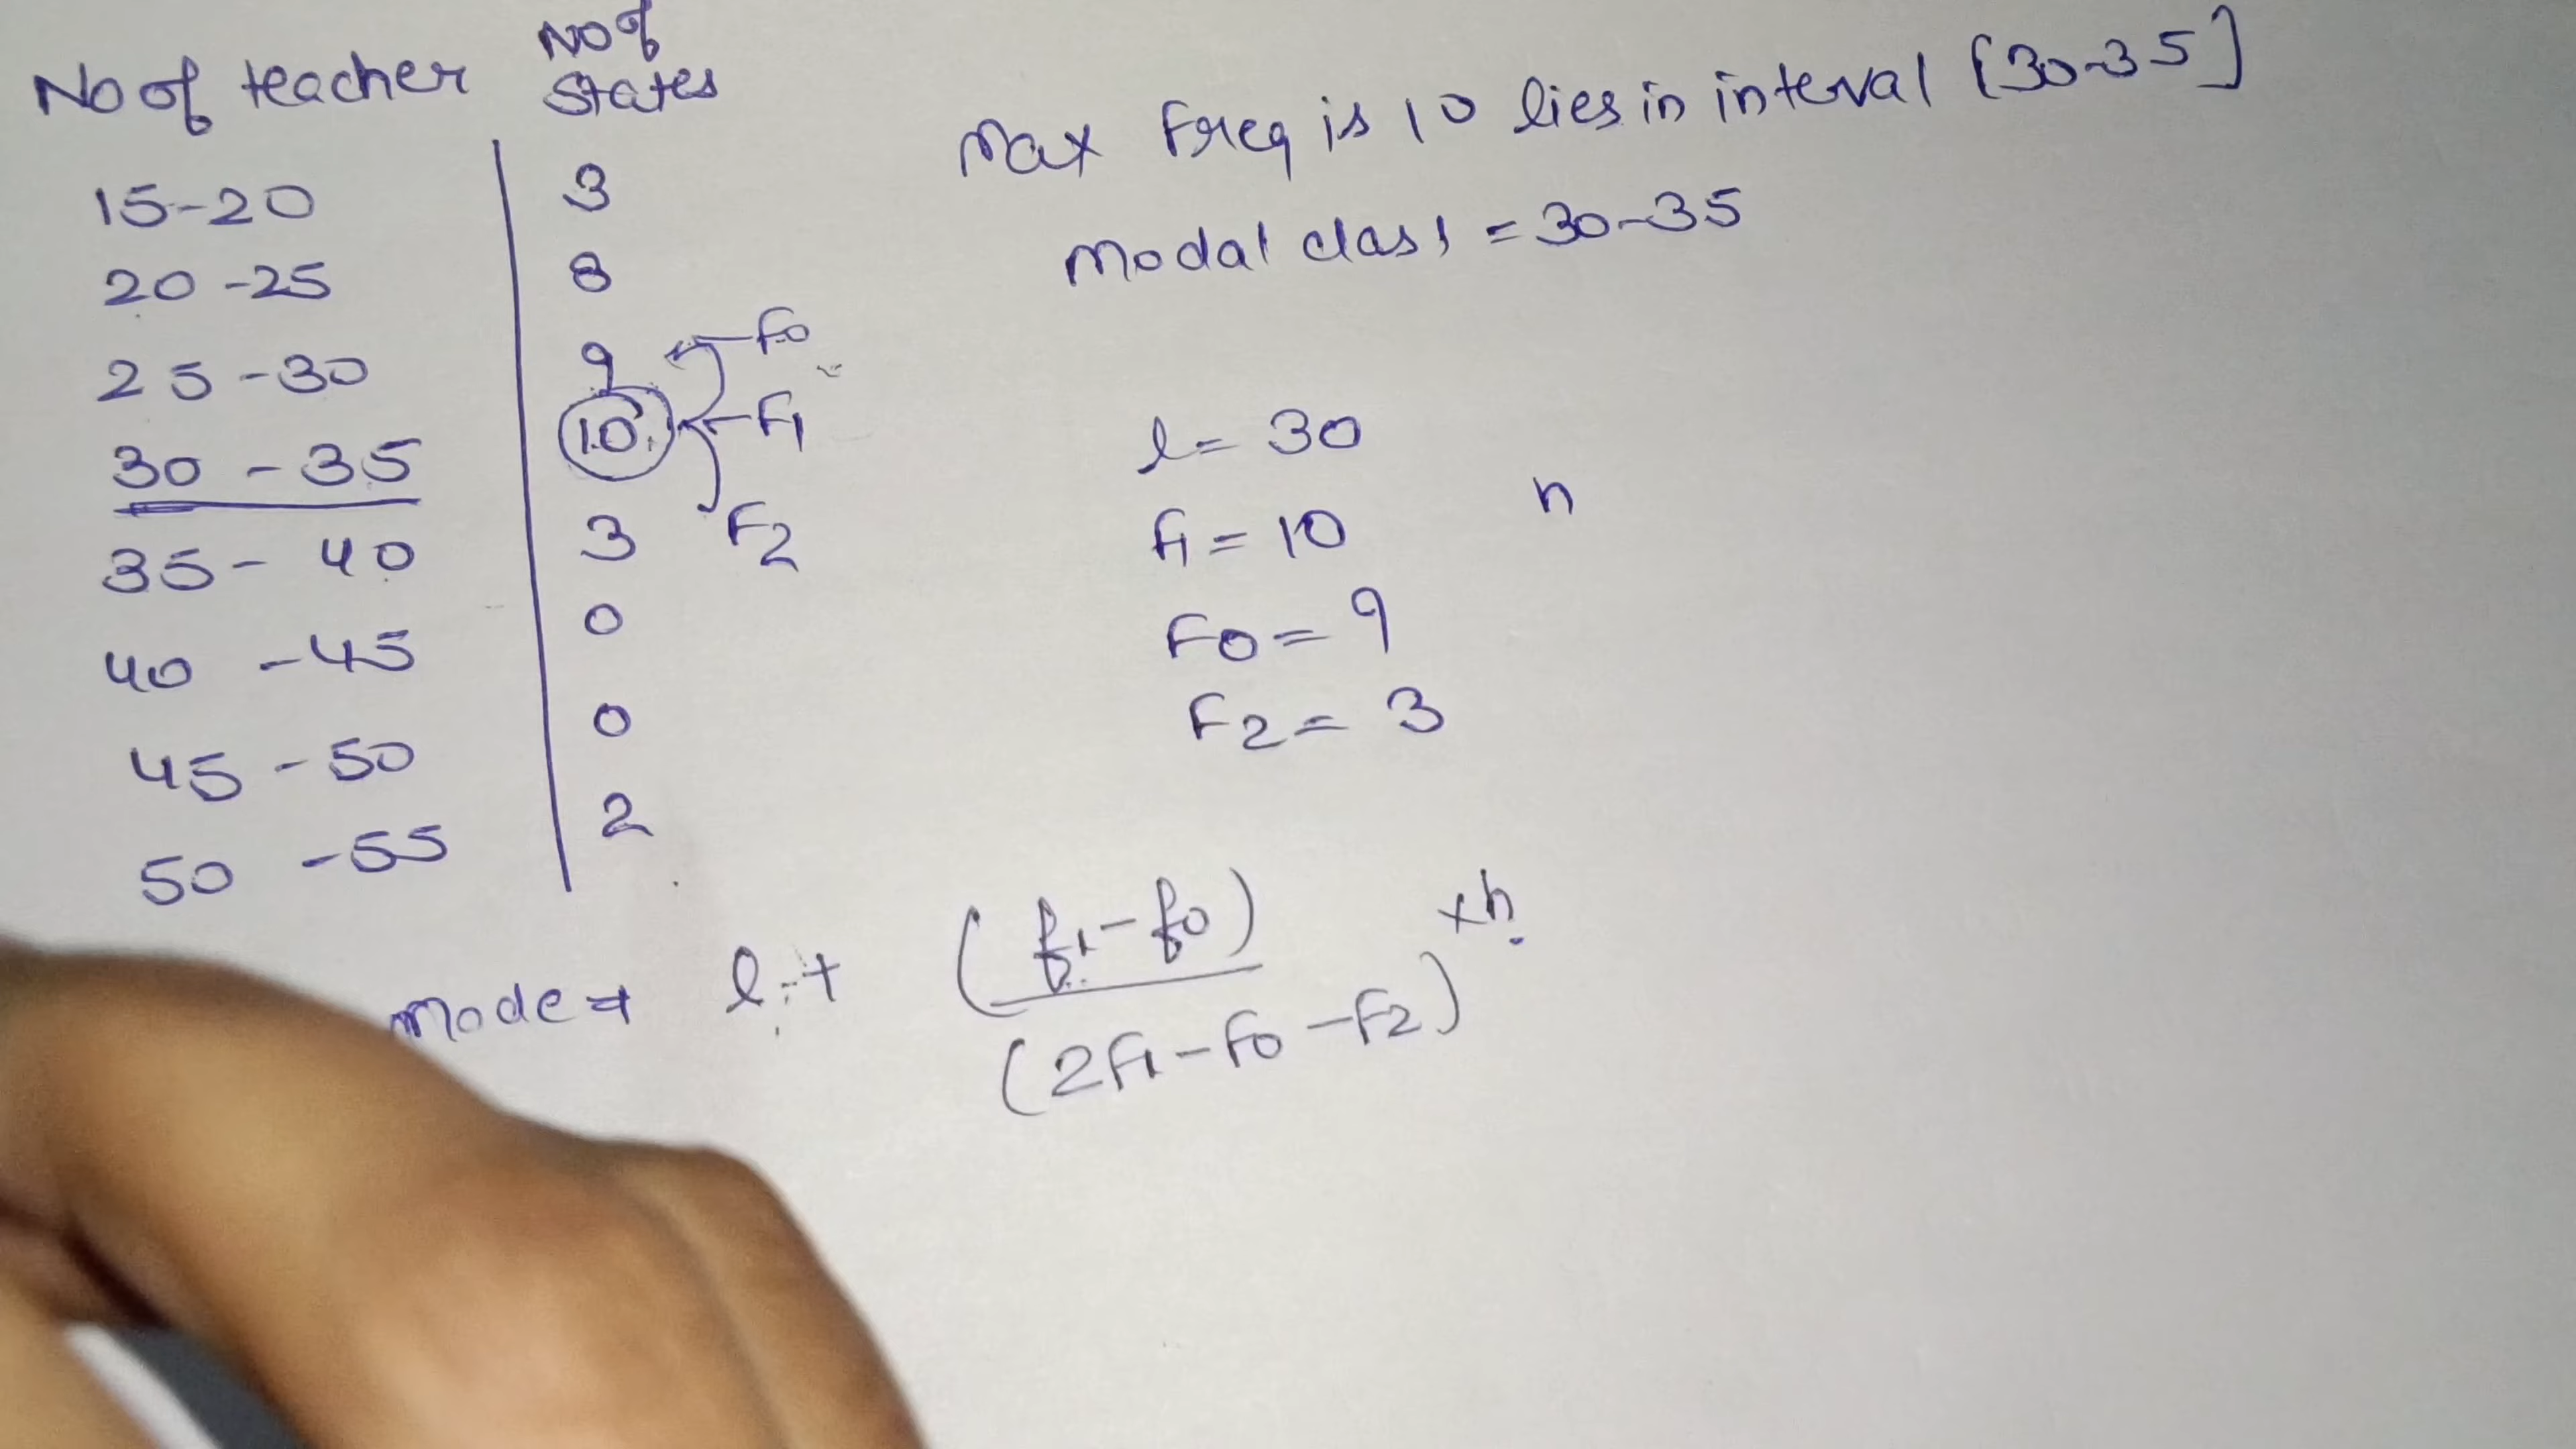 No of teacher No of States
15-20 3
20-25 8
25-30 9 f0
30-35 10 F1
35-40 3 F2
40-45 0
45-50 0
50-55 2
Max Freq is 10 lies in interval [30-35]
Modal class = 30-35
l = 30
f1 = 10 h
F0 = 9
F2 = 3
Mode = l + (f1-f0) ×h
(2F1-F0-F2)